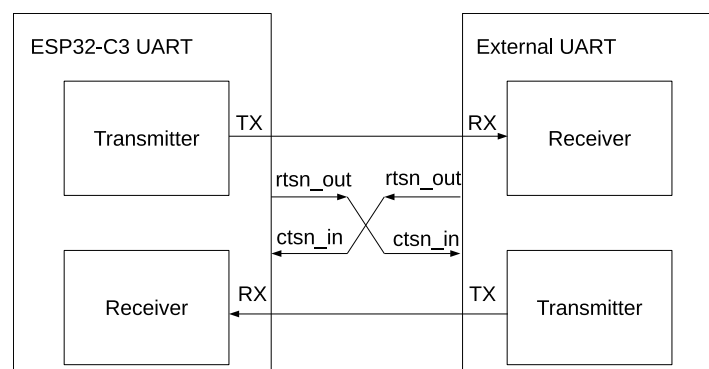 ESP32-C3 UART
External UART
Transmitter
TX
RX
Receiver
rtsn_out
rtsn_out
ctsn_in
ctsn_in
Receiver
RX
TX
Transmitter